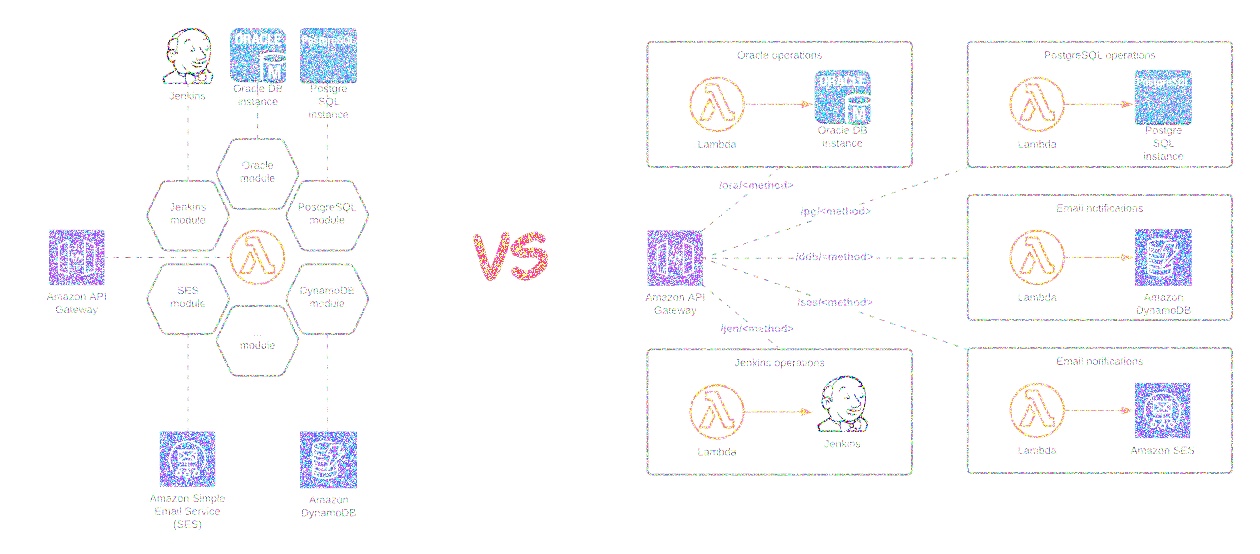 Jenkins
ORACLE
Oracle DB
instance
PostgreSQL
Postgre
SQL
instance
Oracle
module
Jenkins
module
PostgreSQL
module
Amazon API
Gateway
SES
module
DynamoDB
module
...
module
Amazon Simple
Email Service
(SES)
Amazon
DynamoDB
VS
Oracle operations
Lambda
ORACLE
Oracle DB
instance
PostgreSQL operations
Lambda
PostgreSQL
Postgre
SQL
instance
/ora/<method>
/pg/<method>
Email notifications
Lambda
Amazon
DynamoDB
/ddb/<method>
Amazon API
Gateway
/ses/<method>
/jen/<method>
Jenkins operations
Lambda
Jenkins
Email notifications
Lambda
Amazon SES